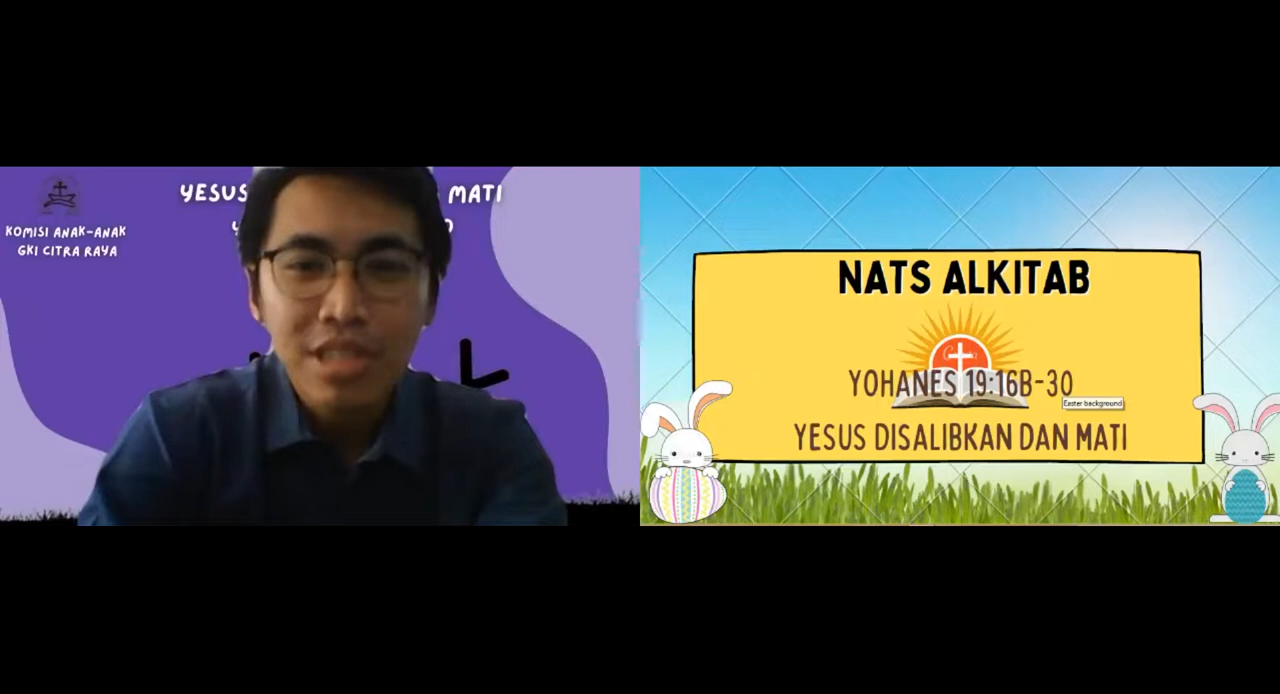 YESUS MATI
KOMISI ANAK-ANAK
GKI CITRA RAYA
NATS ALKITAB
YOHANES 19:16B-30
Easter background
YESUS DISALIBKAN DAN MATI